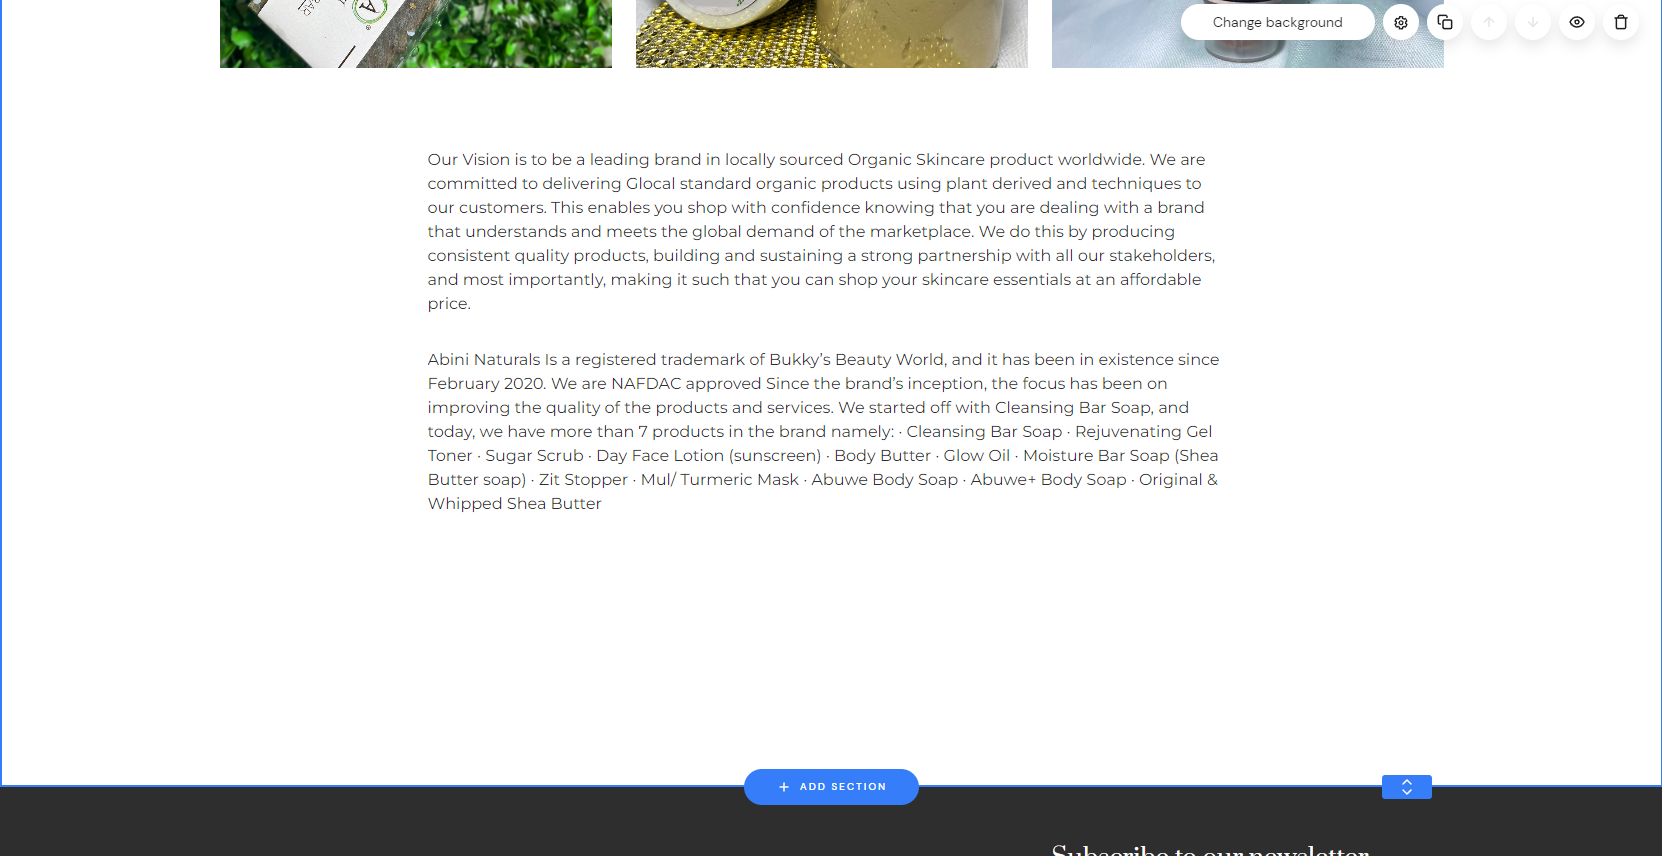 Change background
Our Vision is to be a leading brand in locally sourced Organic Skincare product worldwide. We are
committed to delivering Glocal standard organic products using plant derived and techniques to
our customers. This enables you shop with confidence knowing that you are dealing with a brand
that understands and meets the global demand of the marketplace. We do this by producing
consistent quality products, building and sustaining a strong partnership with all our stakeholders,
and most importantly, making it such that you can shop your skincare essentials at an affordable
price.
Abini Naturals Is a registered trademark of Bukky’s Beauty World, and it has been in existence since
February 2020. We are NAFDAC approved Since the brand’s inception, the focus has been on
improving the quality of the products and services. We started off with Cleansing Bar Soap, and
today, we have more than 7 products in the brand namely: · Cleansing Bar Soap · Rejuvenating Gel
Toner · Sugar Scrub · Day Face Lotion (sunscreen) · Body Butter · Glow Oil · Moisture Bar Soap (Shea
Butter soap) · Zit Stopper · Mul/ Turmeric Mask · Abuwe Body Soap · Abuwe+ Body Soap · Original &
Whipped Shea Butter
+ ADD SECTION
Subscribe to our newsletter